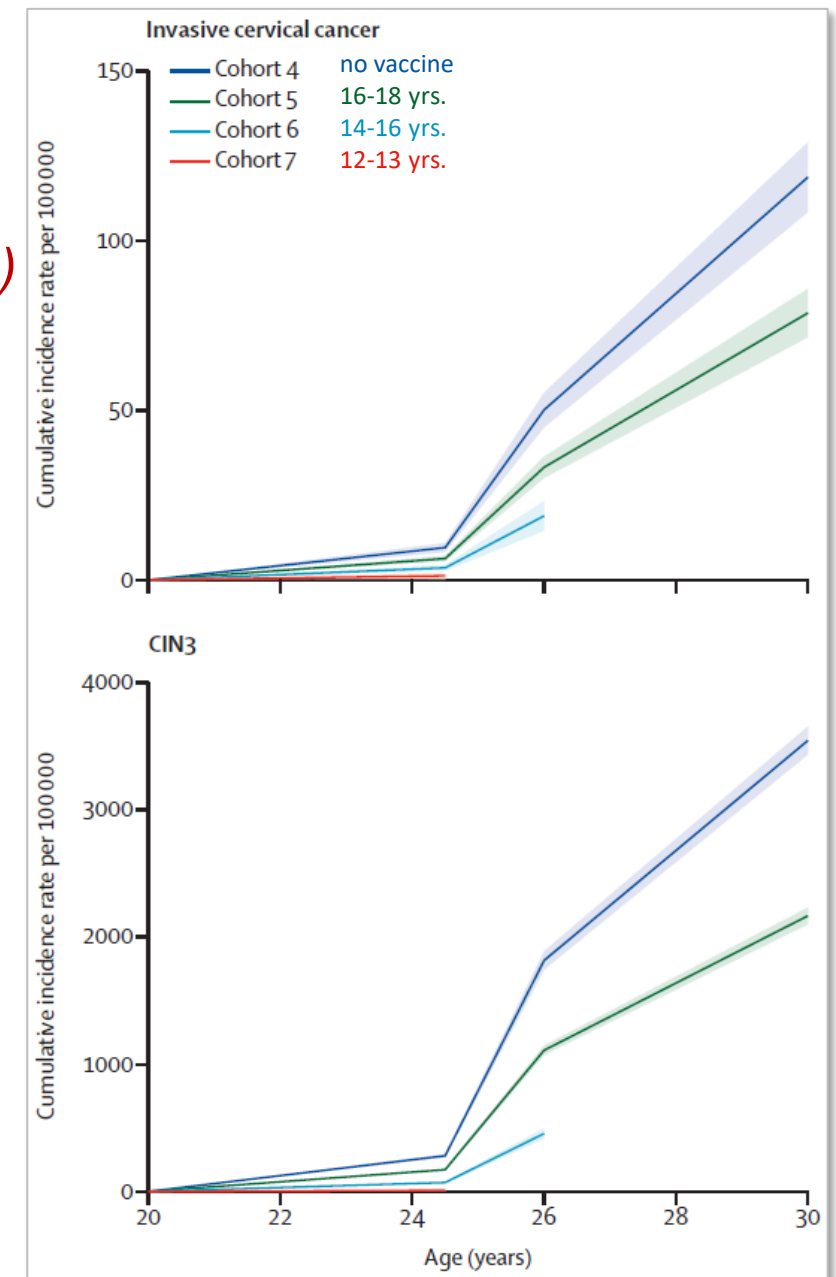 Invasive cervical cancer
150
Cohort 4 no vaccine
Cohort 5 16-18 yrs.
Cohort 6 14-16 yrs.
Cohort 7 12-13 yrs.
Cumulative incidence rate per 100 000
)
100
50
0
CIN3
4000
Cumulative incidence rate per 100 000
3000
2000
1000
0
20 22 24 26 28 30
Age (years)